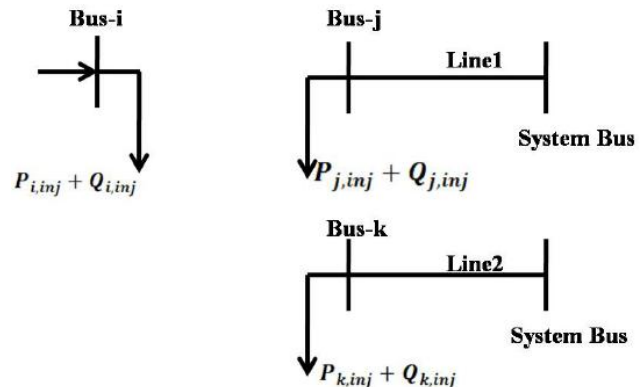 Bus-i
Bus-j
Line1
System Bus
P_{i,inj} + Q_{i,inj}
P_{j,inj} + Q_{j,inj}
Bus-k
Line2
System Bus
P_{k,inj} + Q_{k,inj}